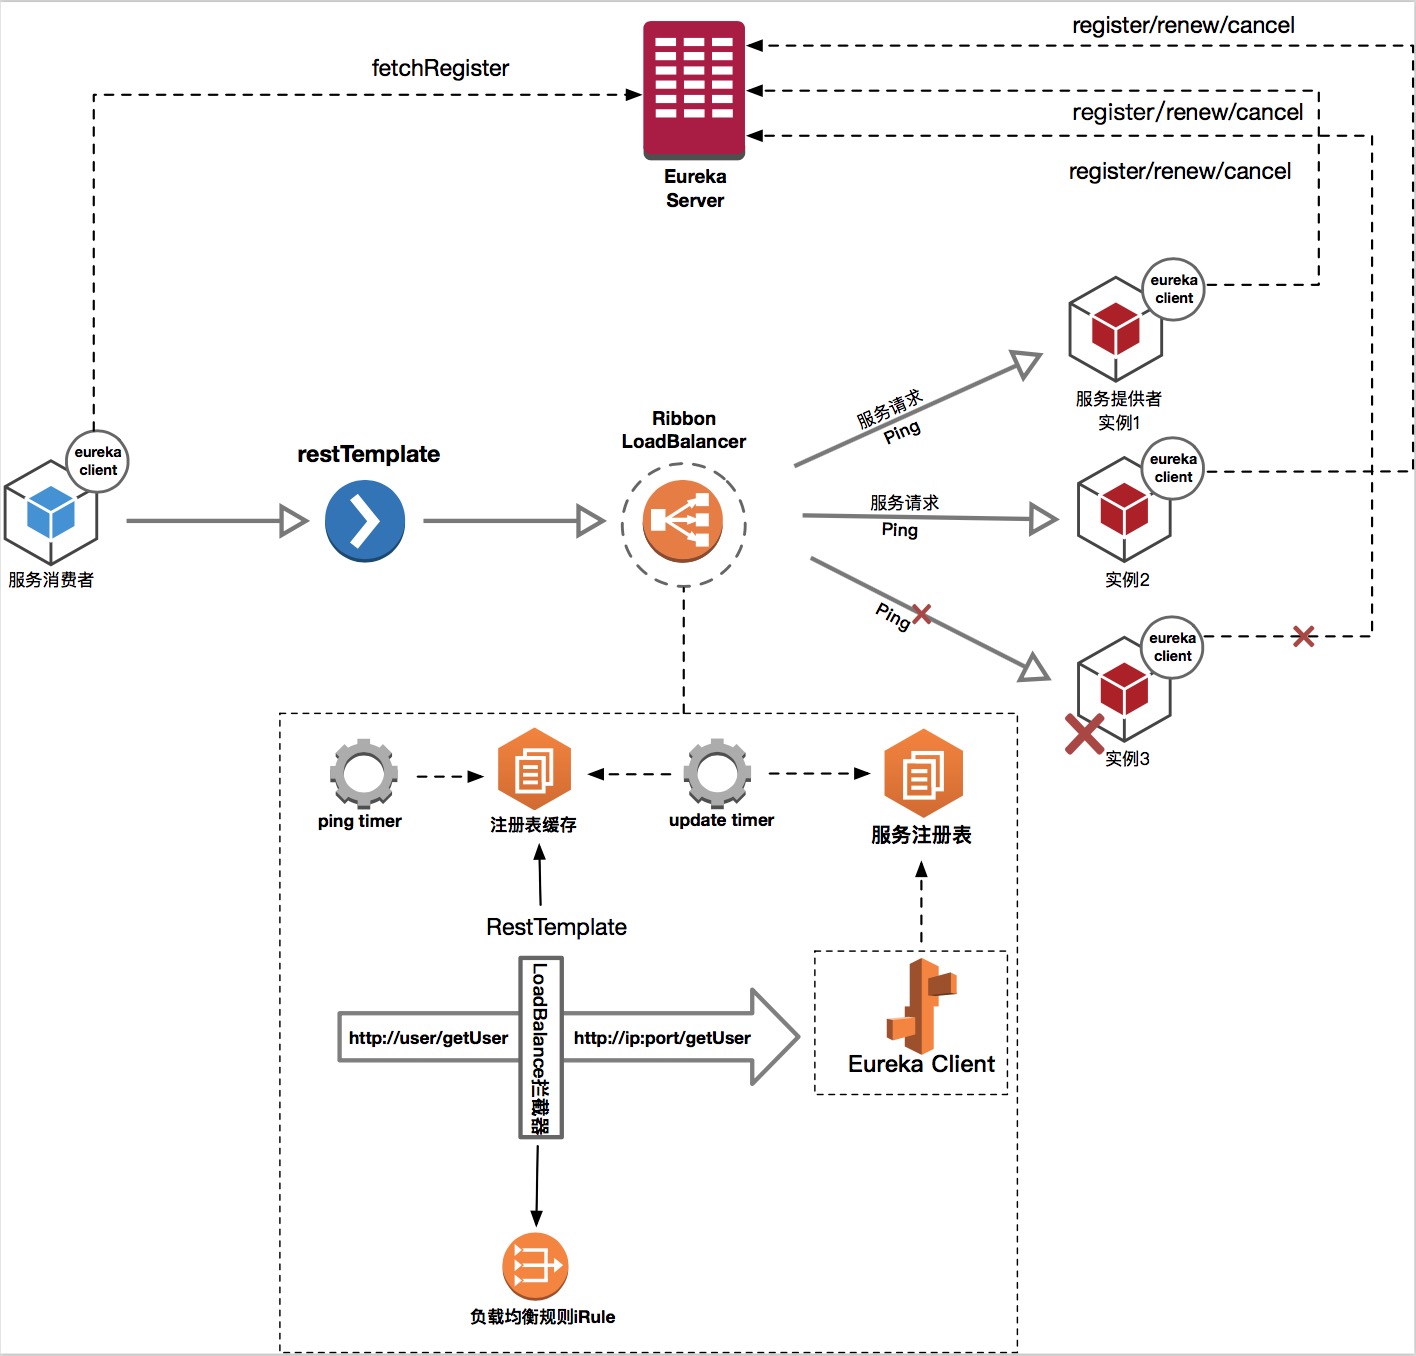 register/renew/cancel
fetchRegister
register/renew/cancel
register/renew/cancel
Eureka
Server
eureka
client
服务提供者
实例1
服务请求
Ping
Ribbon
LoadBalancer
restTemplate
eureka
client
服务消费者
服务请求
Ping
eureka
client
实例2
Ping
eureka
client
实例3
ping timer
注册表缓存
update timer
服务注册表
RestTemplate
LoadBalance拦截器
http://user/getUser
http://ip:port/getUser
Eureka Client
负载均衡规则iRule